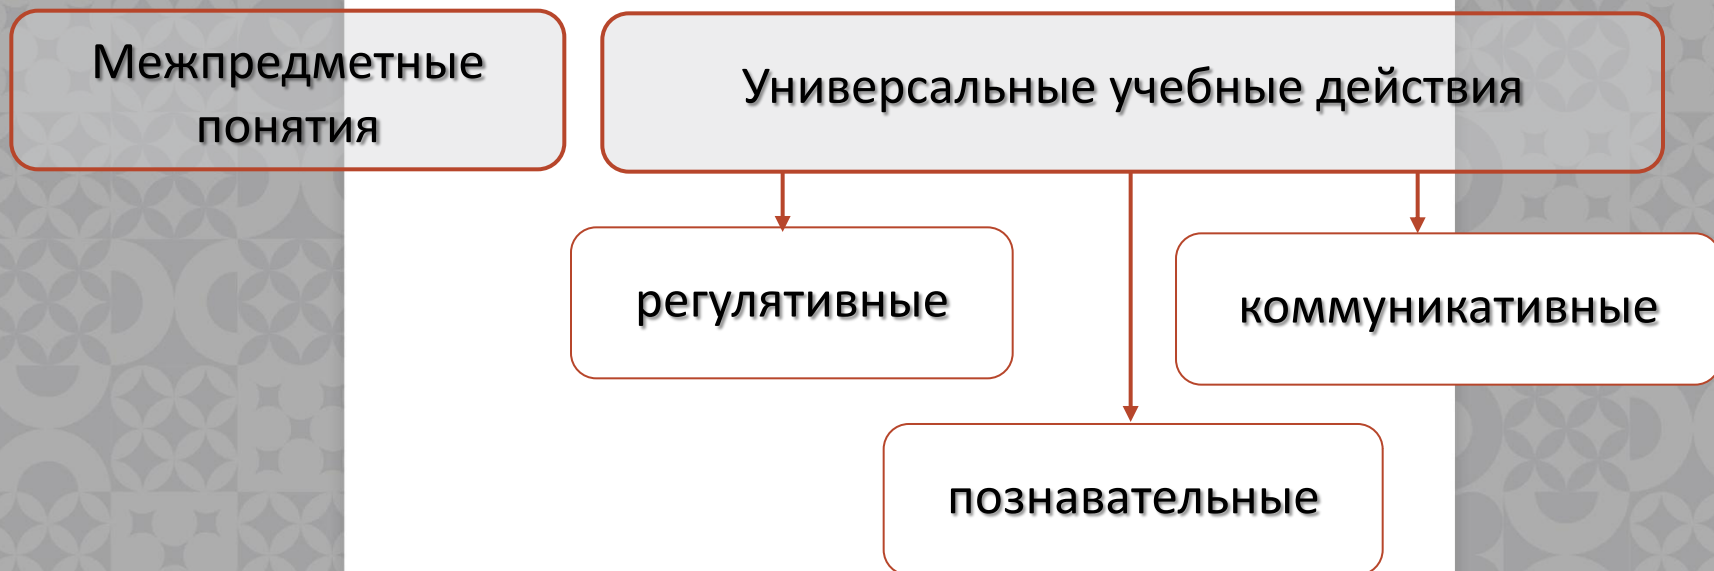 Межпредметные
понятия
Универсальные учебные действия
регулятивные
коммуникативные
познавательные